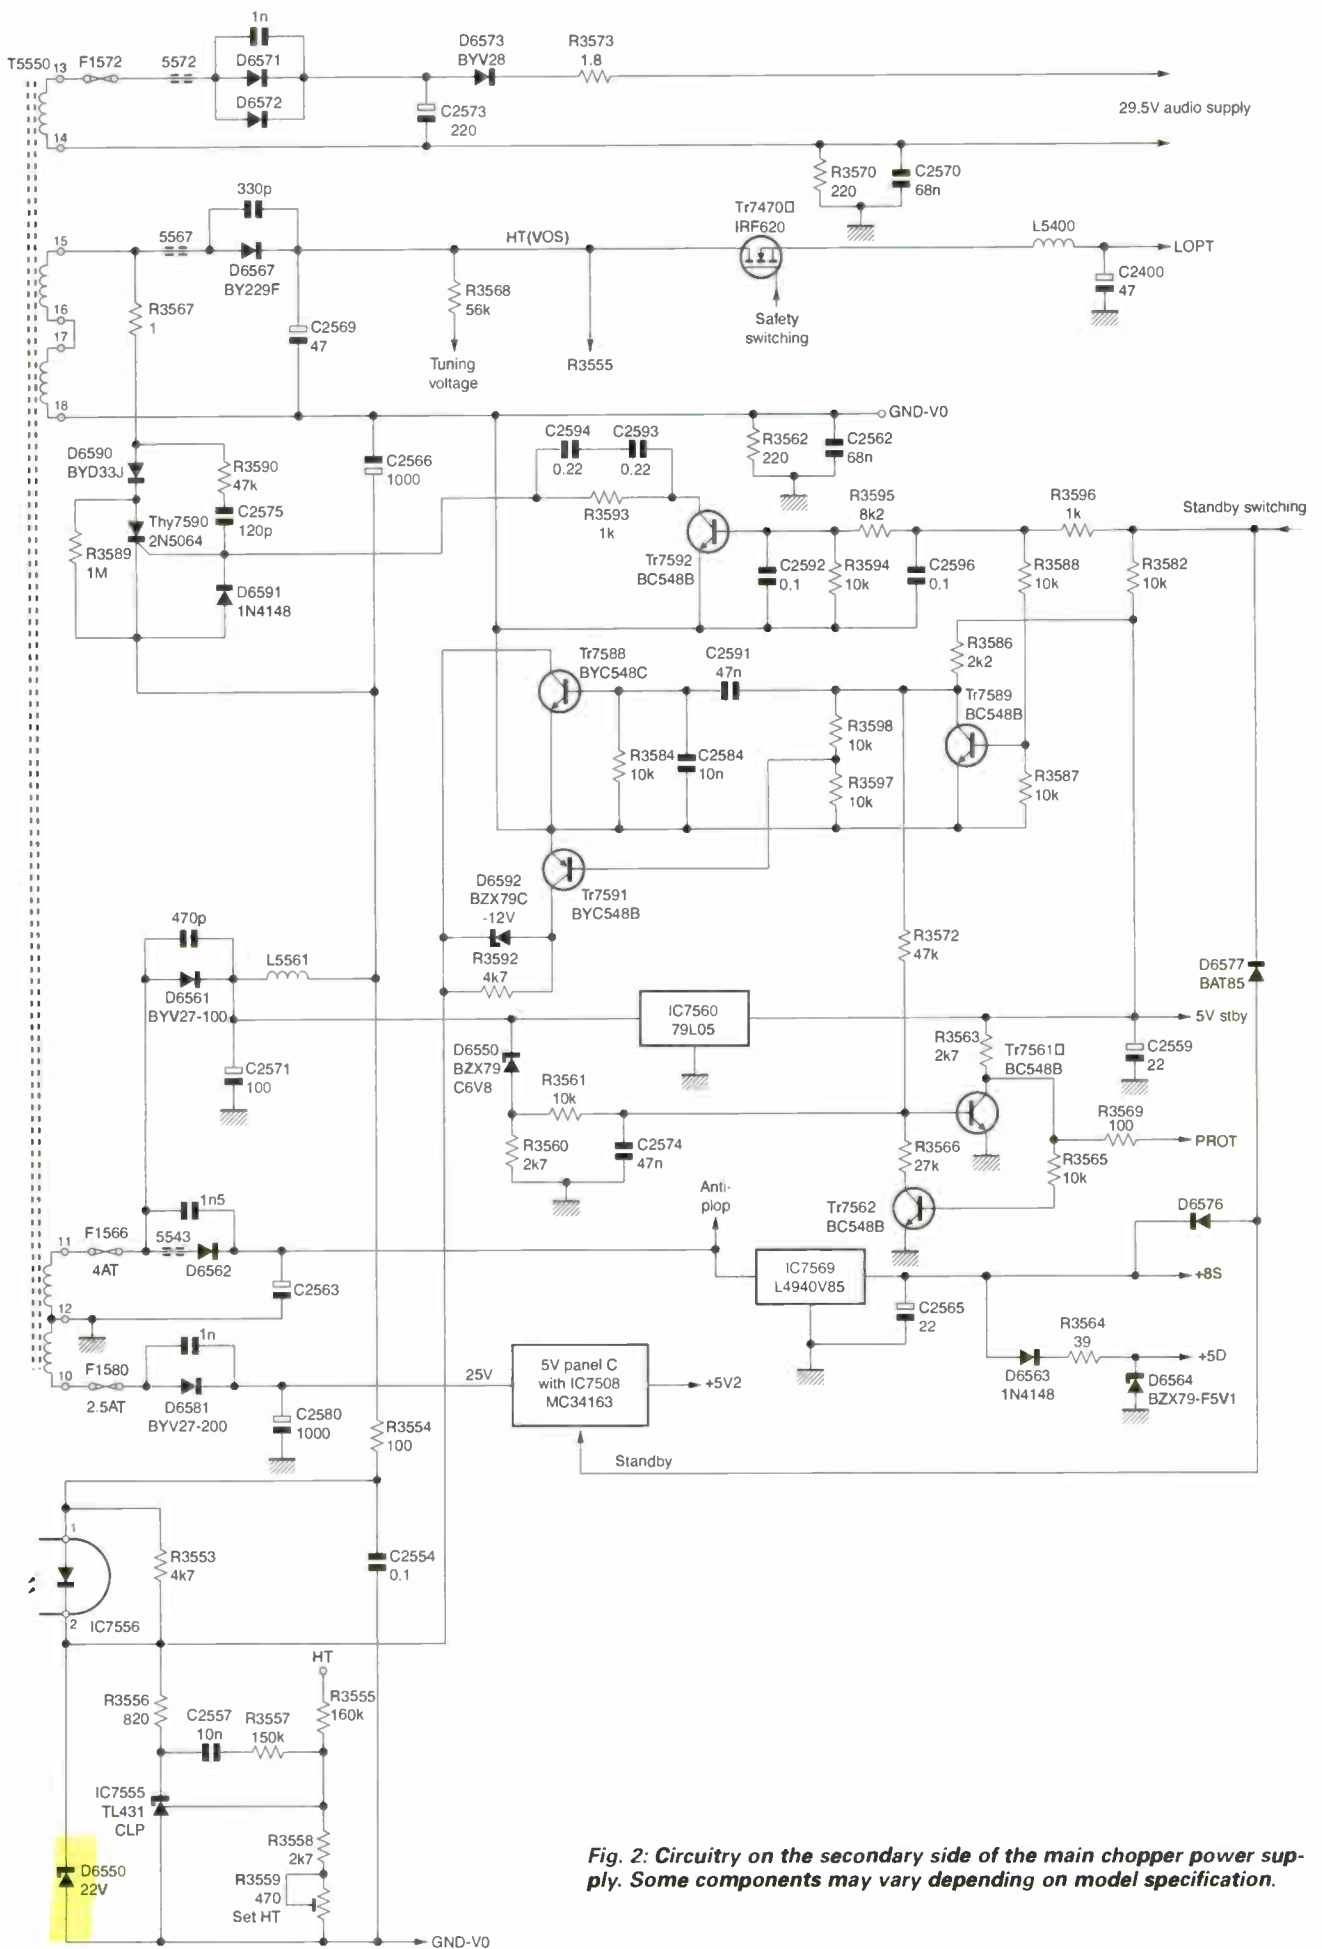 1n
T5550
13
F1572
5572
D6571
D6573
BYV28
R3573
1.8
D6572
C2573
220
29.5V audio supply
14
R3570
220
C2570
68n
330p
Tr7470
IRF620
15
5567
HT(VOS)
L5400
LOPT
D6567
BY229F
C2400
47
R3567
1
R3568
56k
16
17
C2569
47
Safety
switching
Tuning
voltage
R3555
18
GND-V0
C2594
C2593
0.22
0.22
R3562
220
C2562
68n
D6590
BYD33J
R3590
47k
C2566
1000
R3593
1k
R3595
8k2
R3596
1k
Standby switching
C2575
120p
Thy7590
2N5064
R3589
1M
Tr7592
BC548B
C2592
0.1
R3594
10k
C2596
0.1
R3588
10k
R3582
10k
D6591
1N4148
Tr7588
BYC548C
C2591
47n
R3586
2k2
Tr7589
BC548B
R3584
10k
C2584
10n
R3598
10k
R3597
10k
R3587
10k
D6592
BZX79C
-12V
Tr7591
BYC548B
R3592
4k7
470p
L5561
D6561
BYV27-100
R3572
47k
D6577
BAT85
IC7560
79L05
5V stby
D6550
BZX79
C6V8
R3563
2k7
Tr7561
BC548B
C2559
22
C2571
100
R3561
10k
R3560
2k7
C2574
47n
R3566
27k
R3569
100
PROT
R3565
10k
Anti-
plop
Tr7562
BC548B
D6576
1n5
11
F1566
4AT
5543
D6562
IC7569
L4940V85
+8S
C2563
C2565
22
12
R3564
39
+5D
1n
10
F1580
2.5AT
D6581
BYV27-200
25V
5V panel C
with IC7508
MC34163
+5V2
D6563
1N4148
D6564
BZX79-F5V1
C2580
1000
R3554
100
Standby
1
R3553
4k7
C2554
0.1
2
IC7556
HT
R3556
820
C2557
10n
R3557
150k
R3555
160k
IC7555
TL431
CLP
R3558
2k7
D6550
22V
R3559
470
Set HT
GND-V0
Fig. 2: Circuitry on the secondary side of the main chopper power sup-
ply. Some components may vary depending on model specification.